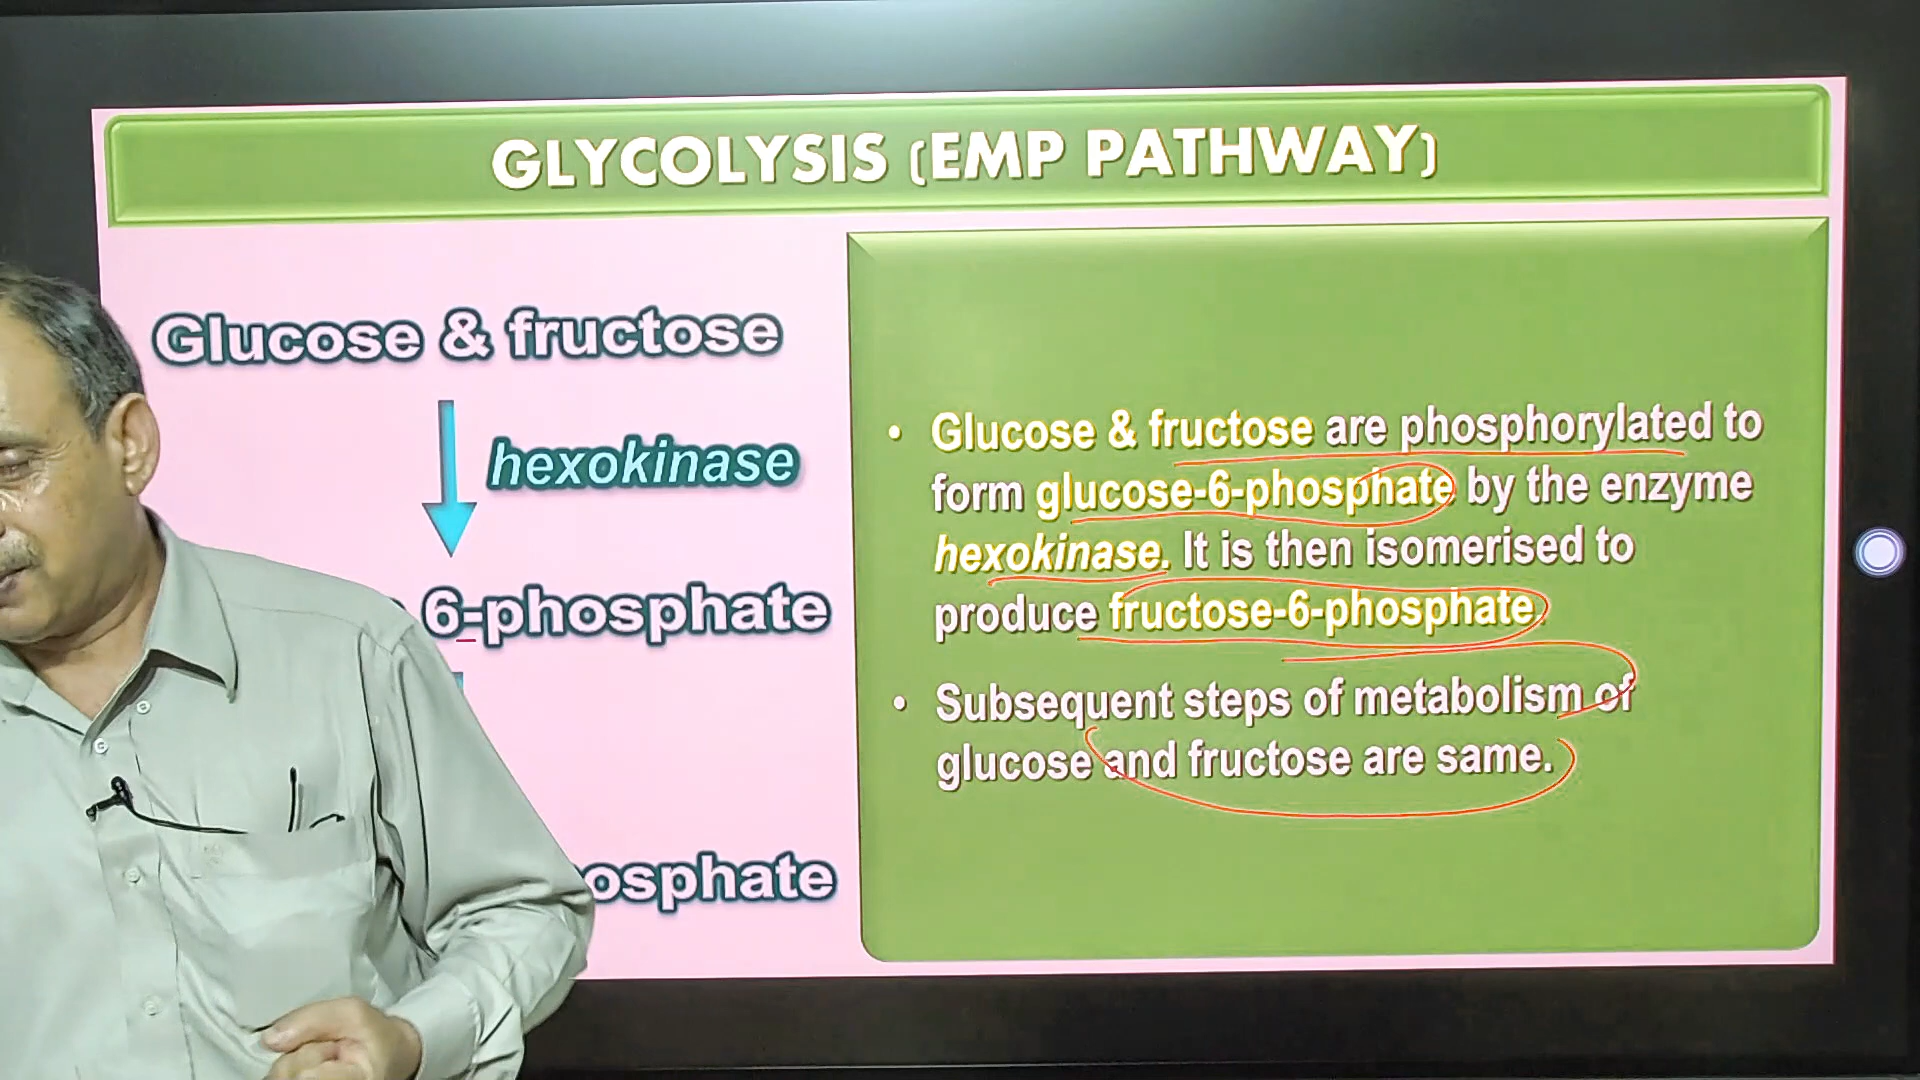 GLYCOLYSIS (EMP PATHWAY)
Glucose & fructose
hexokinase
6-phosphate
osphate
• Glucose & fructose are phosphorylated to
form glucose-6-phosphate by the enzyme
hexokinase. It is then isomerised to
produce fructose-6-phosphate.
• Subsequent steps of metabolism of
glucose and fructose are same.